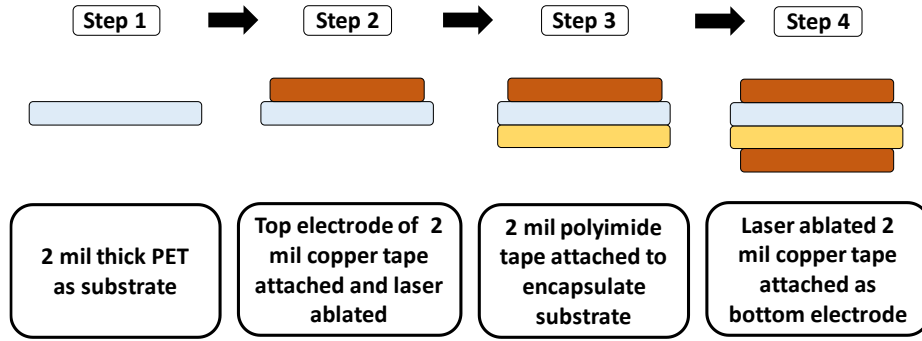 Step 1
Step 2
Step 3
Step 4
2 mil thick PET
as substrate
Top electrode of 2
mil copper tape
attached and laser
ablated
2 mil polyimide
tape attached to
encapsulate
substrate
Laser ablated 2
mil copper tape
attached as
bottom electrode